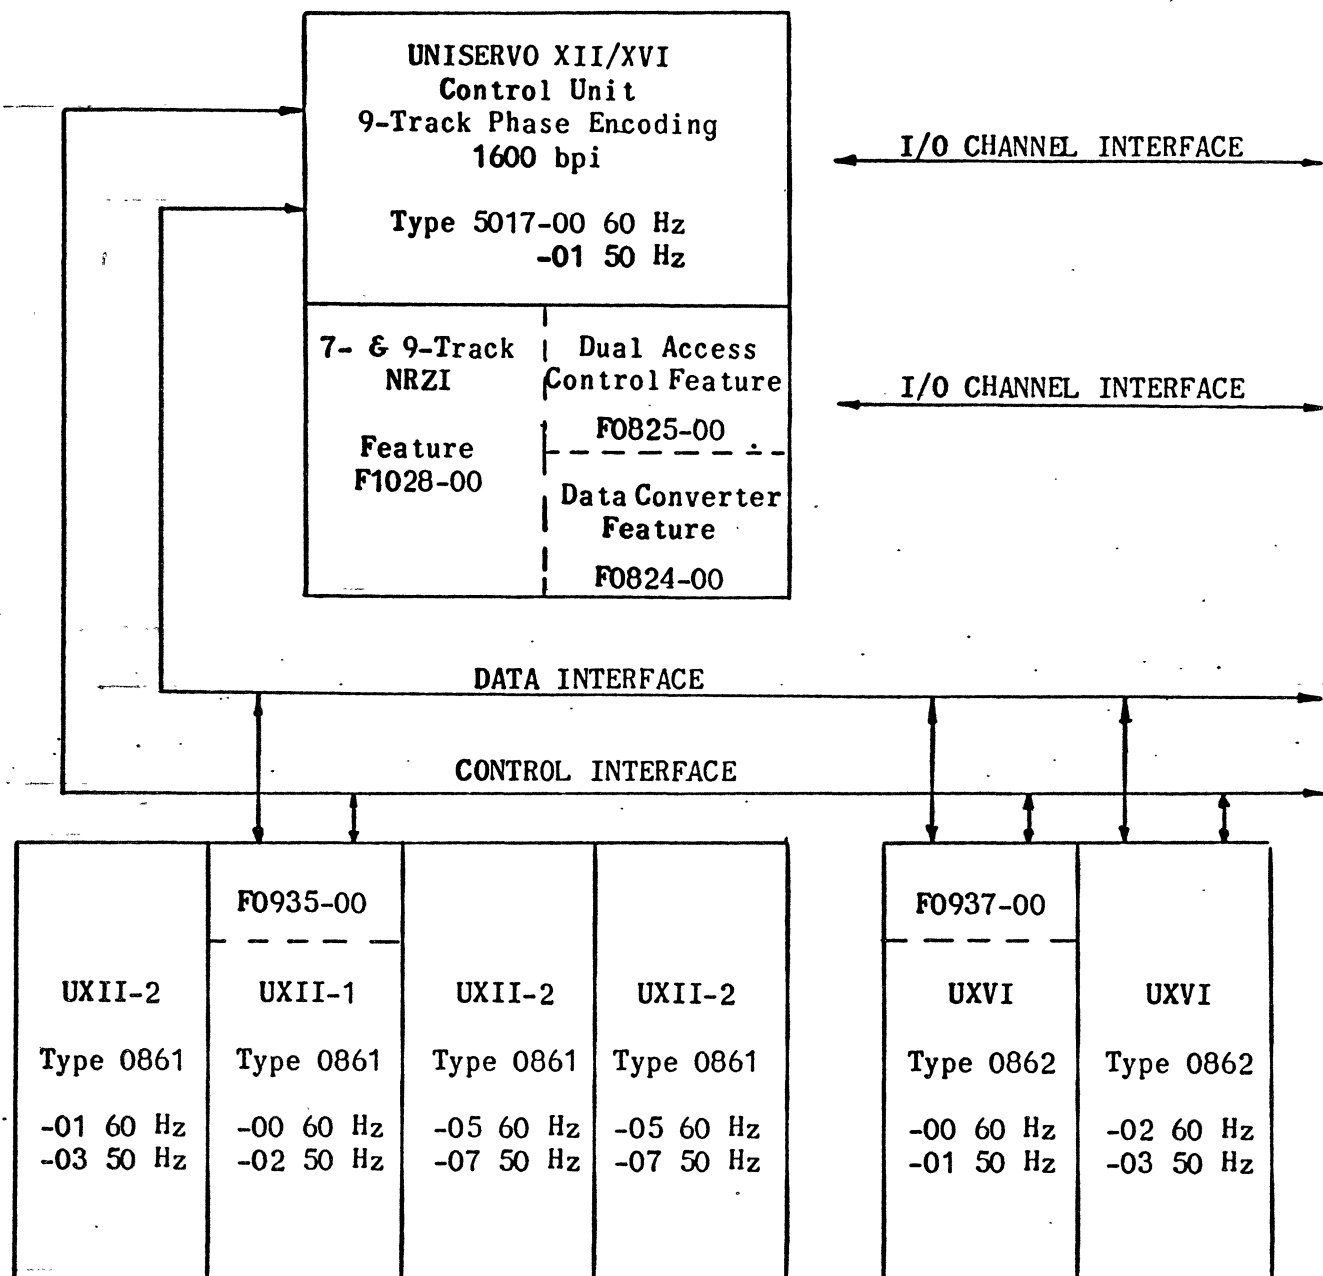 UNISERVO XII/XVI
Control Unit
9-Track Phase Encoding
1600 bpi
Type 5017-00 60 Hz
-01 50 Hz
I/O CHANNEL INTERFACE
7- & 9-Track
NRZI
Feature
F1028-00
Dual Access
Control Feature
F0825-00
Data Converter
Feature
F0824-00
I/O CHANNEL INTERFACE
DATA INTERFACE
CONTROL INTERFACE
UXII-2
Type 0861
-01 60 Hz
-03 50 Hz
F0935-00
UXII-1
Type 0861
-00 60 Hz
-02 50 Hz
UXII-2
Type 0861
-05 60 Hz
-07 50 Hz
UXII-2
Type 0861
-05 60 Hz
-07 50 Hz
F0937-00
UXVI
Type 0862
-00 60 Hz
-01 50 Hz
UXVI
Type 0862
-02 60 Hz
-03 50 Hz